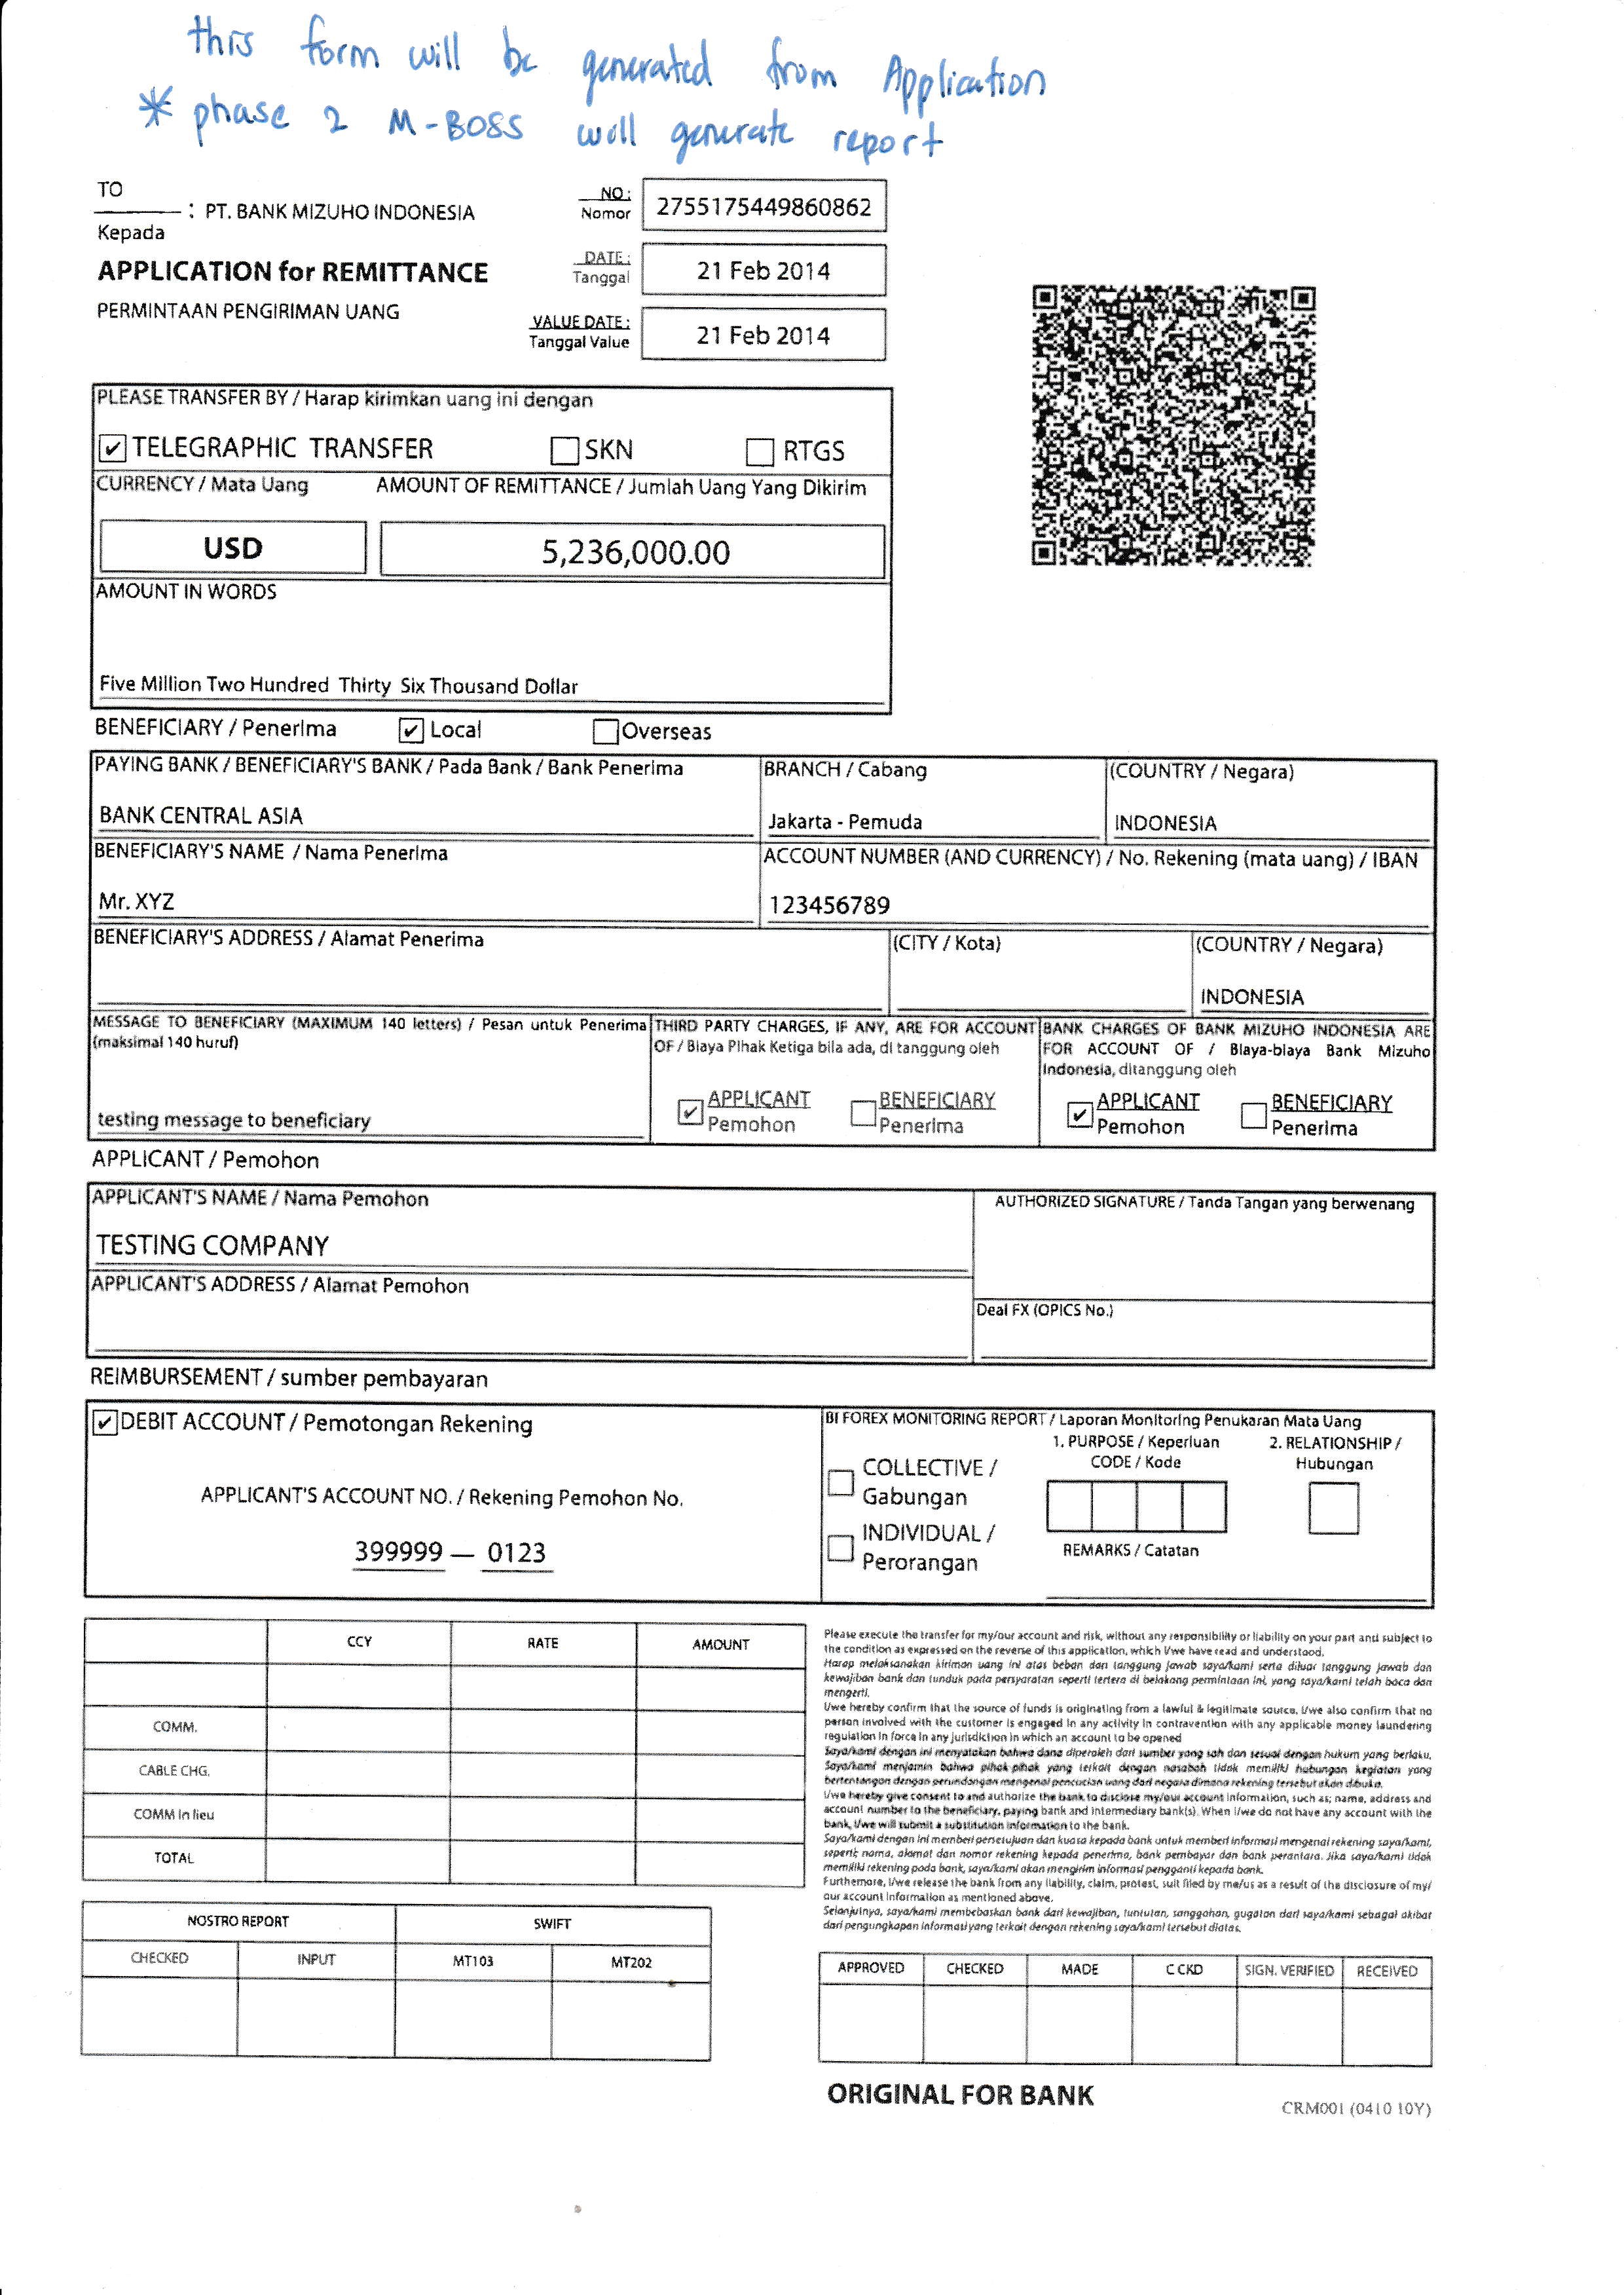 this form will be generated from Application
* phase 2 M-BOSS will generate report
TO
Kepada
: PT. BANK MIZUHO INDONESIA
NO :
Nomor
2755175449860862
APPLICATION for REMITTANCE
DATE :
Tanggal
21 Feb 2014
PERMINTAAN PENGIRIMAN UANG
VALUE DATE :
Tanggal Value
21 Feb 2014
PLEASE TRANSFER BY / Harap kirimkan uang ini dengan
✔ TELEGRAPHIC TRANSFER SKN RTGS
CURRENCY / Mata Uang AMOUNT OF REMITTANCE / Jumlah Uang Yang Dikirim
USD 5,236,000.00
AMOUNT IN WORDS
Five Million Two Hundred Thirty Six Thousand Dollar
BENEFICIARY / Penerima ✔ Local Overseas
PAYING BANK / BENEFICIARY'S BANK / Pada Bank / Bank Penerima
BANK CENTRAL ASIA
BRANCH / Cabang
Jakarta - Pemuda
(COUNTRY / Negara)
INDONESIA
BENEFICIARY'S NAME / Nama Penerima
Mr. XYZ
ACCOUNT NUMBER (AND CURRENCY) / No. Rekening (mata uang) / IBAN
123456789
BENEFICIARY'S ADDRESS / Alamat Penerima
(CITY / Kota)
(COUNTRY / Negara)
INDONESIA
MESSAGE TO BENEFICIARY (MAXIMUM 140 letters) / Pesan untuk Penerima
(maksimal 140 huruf)
testing message to beneficiary
THIRD PARTY CHARGES, IF ANY, ARE FOR ACCOUNT
OF / Biaya Pihak Ketiga bila ada, di tanggung oleh
✔ APPLICANT
Pemohon
BENEFICIARY
Penerima
BANK CHARGES OF BANK MIZUHO INDONESIA ARE
FOR ACCOUNT OF / Biaya-biaya Bank Mizuho
Indonesia, ditanggung oleh
✔ APPLICANT
Pemohon
BENEFICIARY
Penerima
APPLICANT / Pemohon
APPLICANT'S NAME / Nama Pemohon
TESTING COMPANY
AUTHORIZED SIGNATURE / Tanda Tangan yang berwenang
APPLICANT'S ADDRESS / Alamat Pemohon
Deal FX (OPICS No.)
REIMBURSEMENT / sumber pembayaran
✔ DEBIT ACCOUNT / Pemotongan Rekening
APPLICANT'S ACCOUNT NO. / Rekening Pemohon No.
399999 — 0123
BI FOREX MONITORING REPORT / Laporan Monitoring Penukaran Mata Uang
COLLECTIVE /
Gabungan
INDIVIDUAL /
Perorangan
1. PURPOSE / Keperluan
CODE / Kode
2. RELATIONSHIP /
Hubungan
REMARKS / Catatan
CCY RATE AMOUNT
COMM.
CABLE CHG.
COMM in lieu
TOTAL
Please execute the transfer for my/our account and risk, without any responsibility or liability on your part and subject to
the condition as expressed on the reverse of this application, which I/we have read and understood.
Harap melaksanakan kiriman uang ini atas beban dan tanggung jawab saya/kami serta diluar tanggung jawab dan
kewajiban bank dan tunduk pada persyaratan seperti tertera di belakang permintaan ini, yang saya/kami telah baca dan
mengerti.
I/we hereby confirm that the source of funds is originating from a lawful & legitimate source. I/we also confirm that no
person involved with the customer is engaged in any activity in contravention with any applicable money laundering
regulation in force in any jurisdiction in which an account to be opened
Saya/kami dengan ini menyatakan bahwa dana diperoleh dari sumber yang sah dan sesuai dengan hukum yang berlaku.
Saya/kami menjamin bahwa pihak pihak yang terkait dengan nasabah tidak memiliki hubungan kegiatan yang
bertentangan dengan perundangan mengenai pencucian uang dari negara dimana rekening tersebut akan dibuka.
I/we hereby give consent to and authorize the bank to disclose my/our account information, such as; name, address and
account number to the beneficiary, paying bank and intermediary bank(s). When I/we do not have any account with the
bank, I/we will submit a substitution information to the bank.
Saya/kami dengan ini memberi persetujuan dan kuasa kepada bank untuk memberi informasi mengenai rekening saya/kami,
seperti; nama, alamat dan nomor rekening kepada penerima, bank pembayar dan bank perantara. Jika saya/kami tidak
memiliki rekening pada bank, saya/kami akan mengirim informasi pengganti kepada bank.
Furthemore, I/we release the bank from any liability, claim, protest, suit filed by me/us as a result of the disclosure of my/
our account information as mentioned above.
Selanjutnya, saya/kami membebaskan bank dari kewajiban, tuntutan, sanggahan, gugatan dari saya/kami sebagai akibat
dari pengungkapan informasi yang terkait dengan rekening saya/kami tersebut diatas.
NOSTRO REPORT SWIFT
CHECKED INPUT MT103 MT202
APPROVED CHECKED MADE C CKD SIGN. VERIFIED RECEIVED
ORIGINAL FOR BANK
CRM001 (0410 10Y)